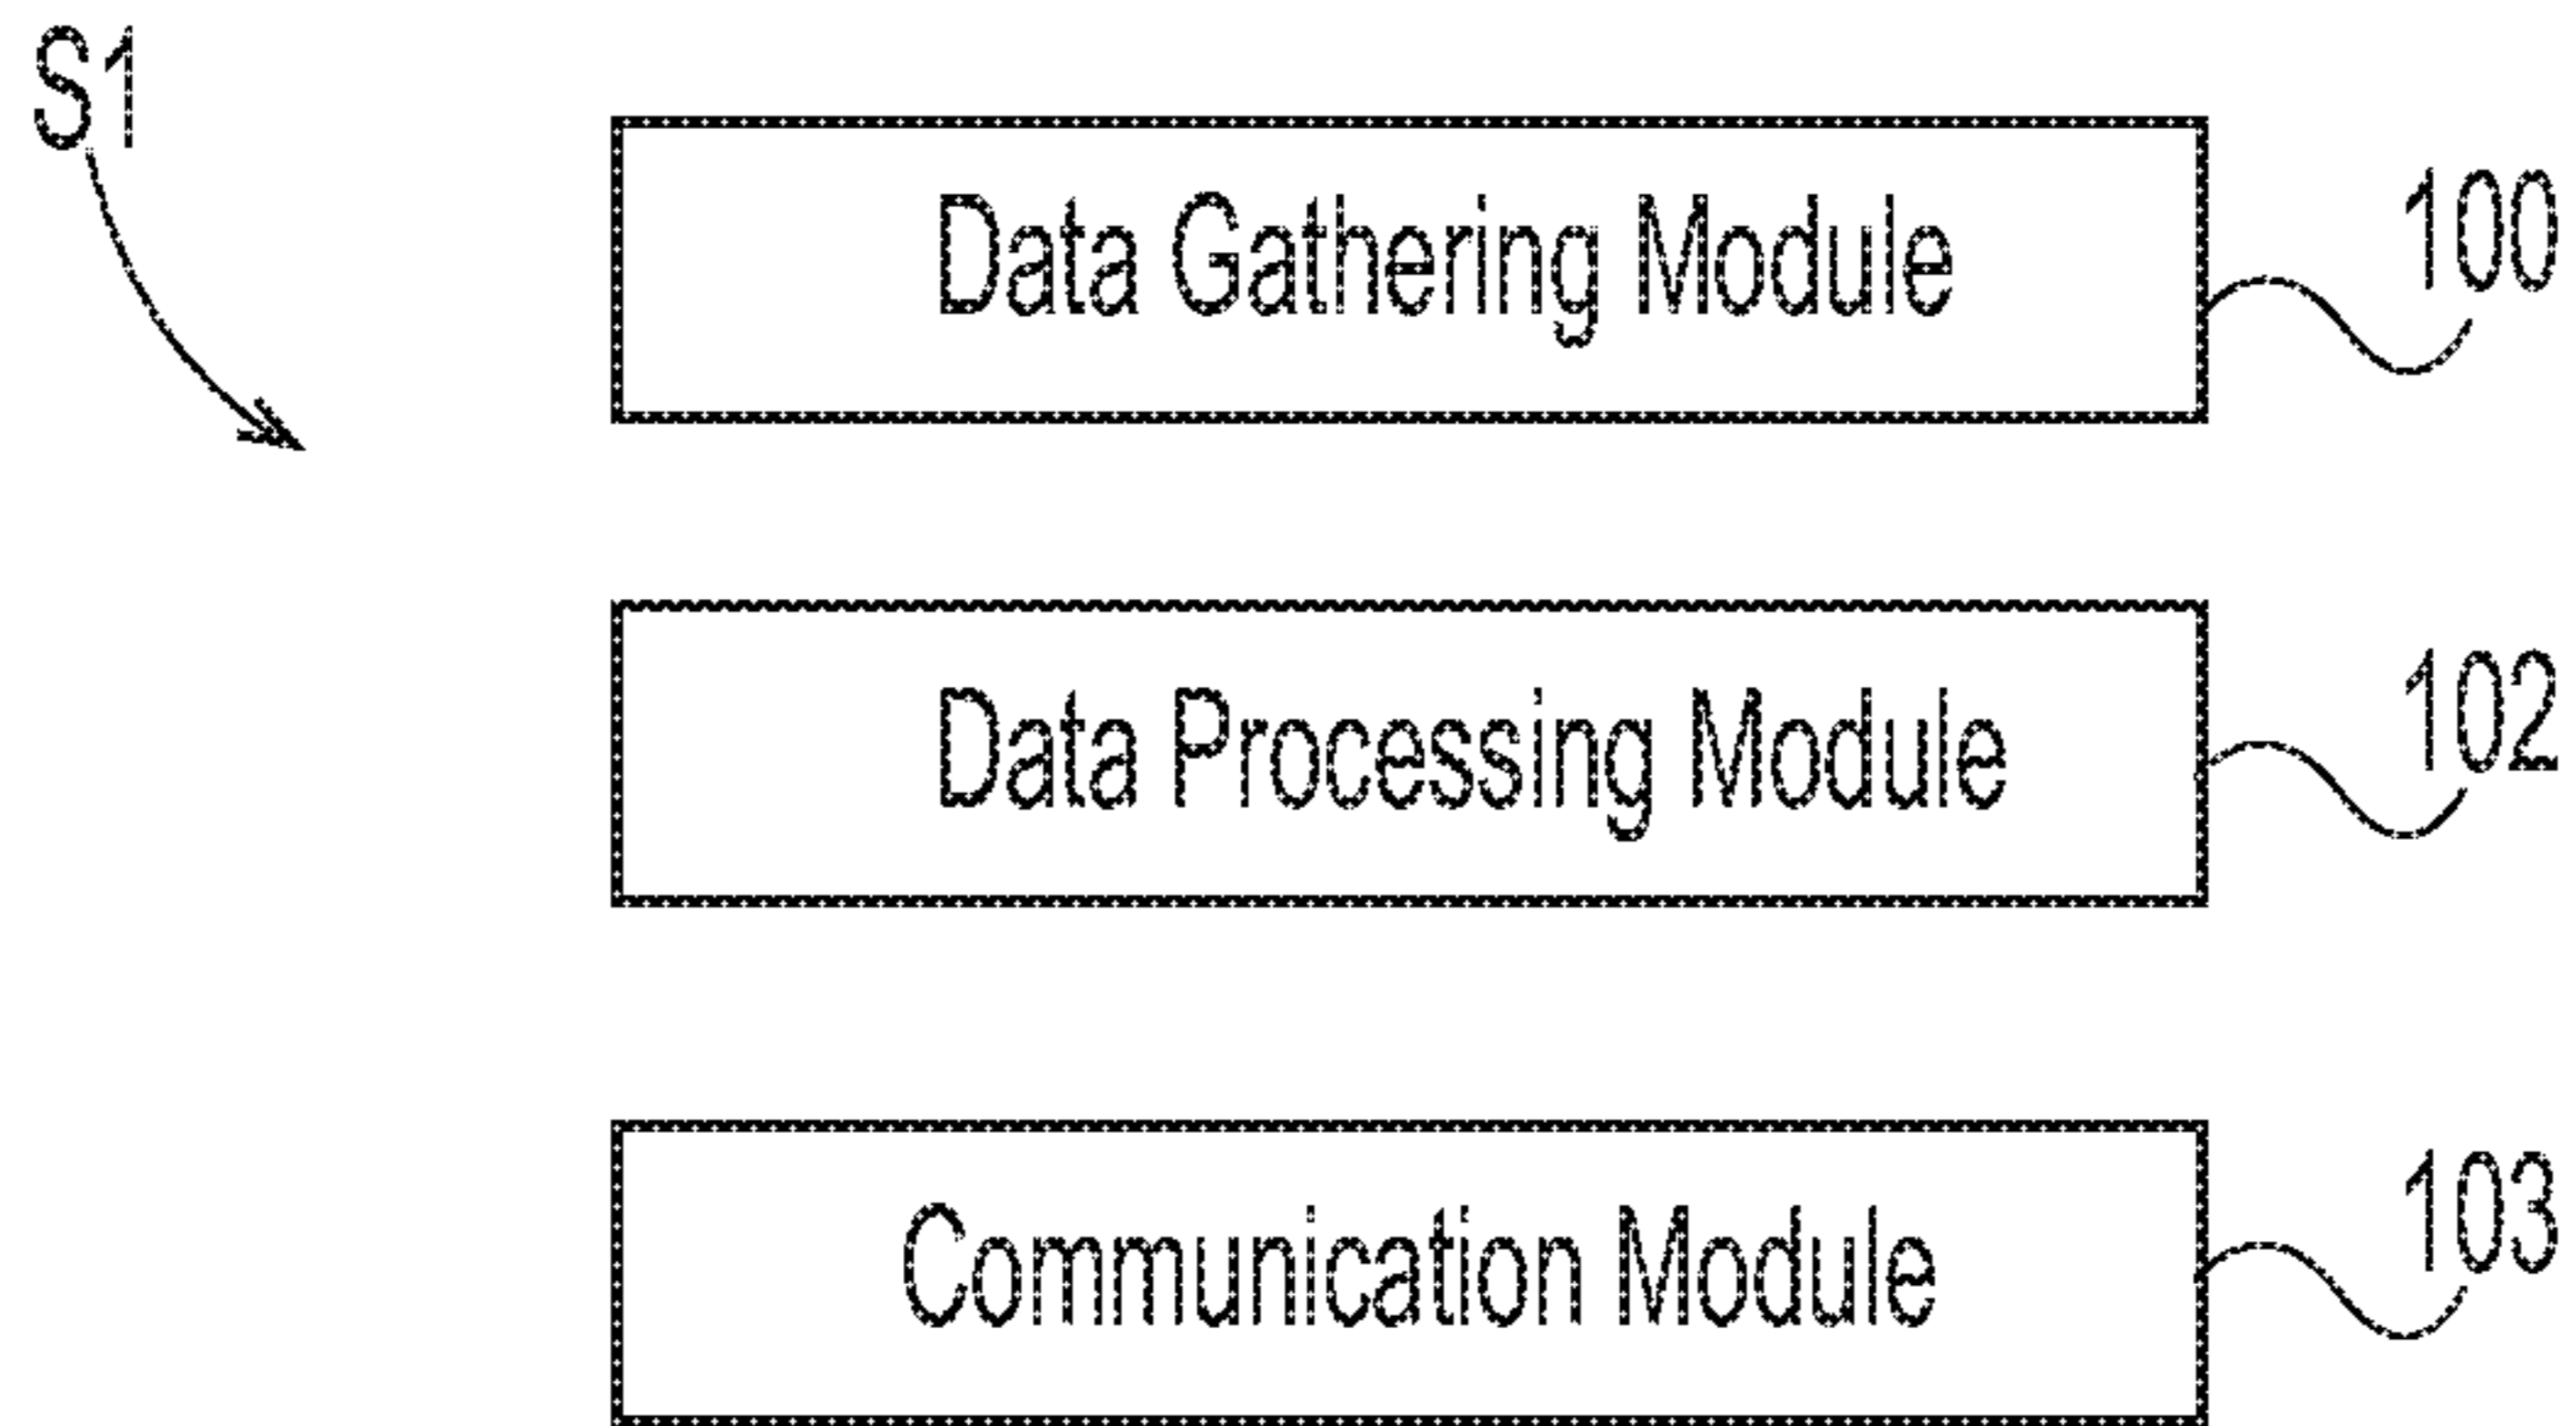 S1
Data Gathering Module
100
Data Processing Module
102
Communication Module
103